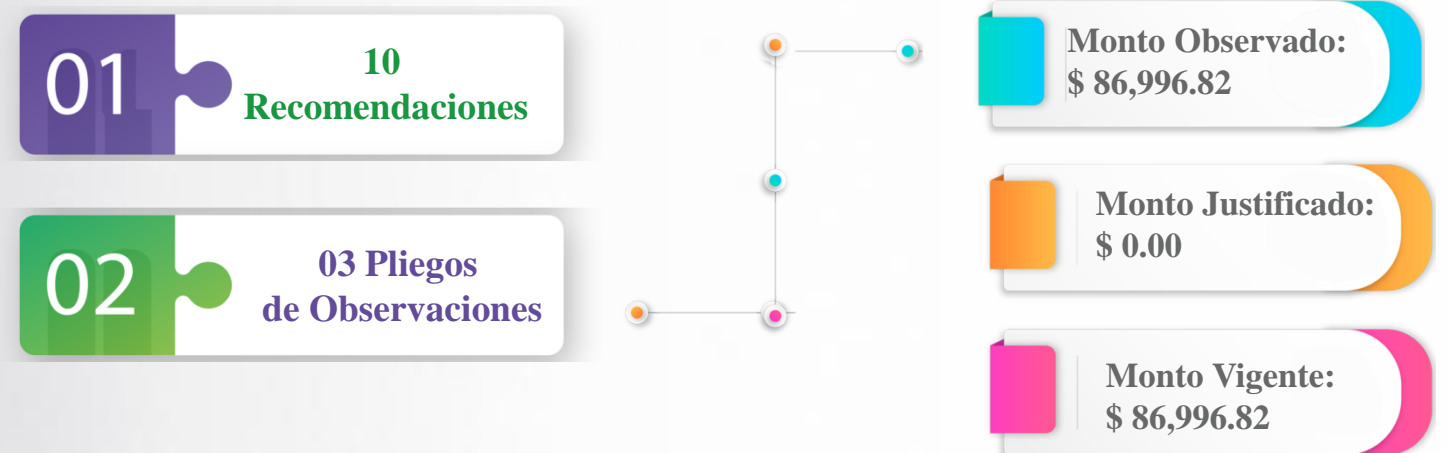 01
10
Recomendaciones
02
03 Pliegos
de Observaciones
Monto Observado:
$ 86,996.82
Monto Justificado:
$ 0.00
Monto Vigente:
$ 86,996.82